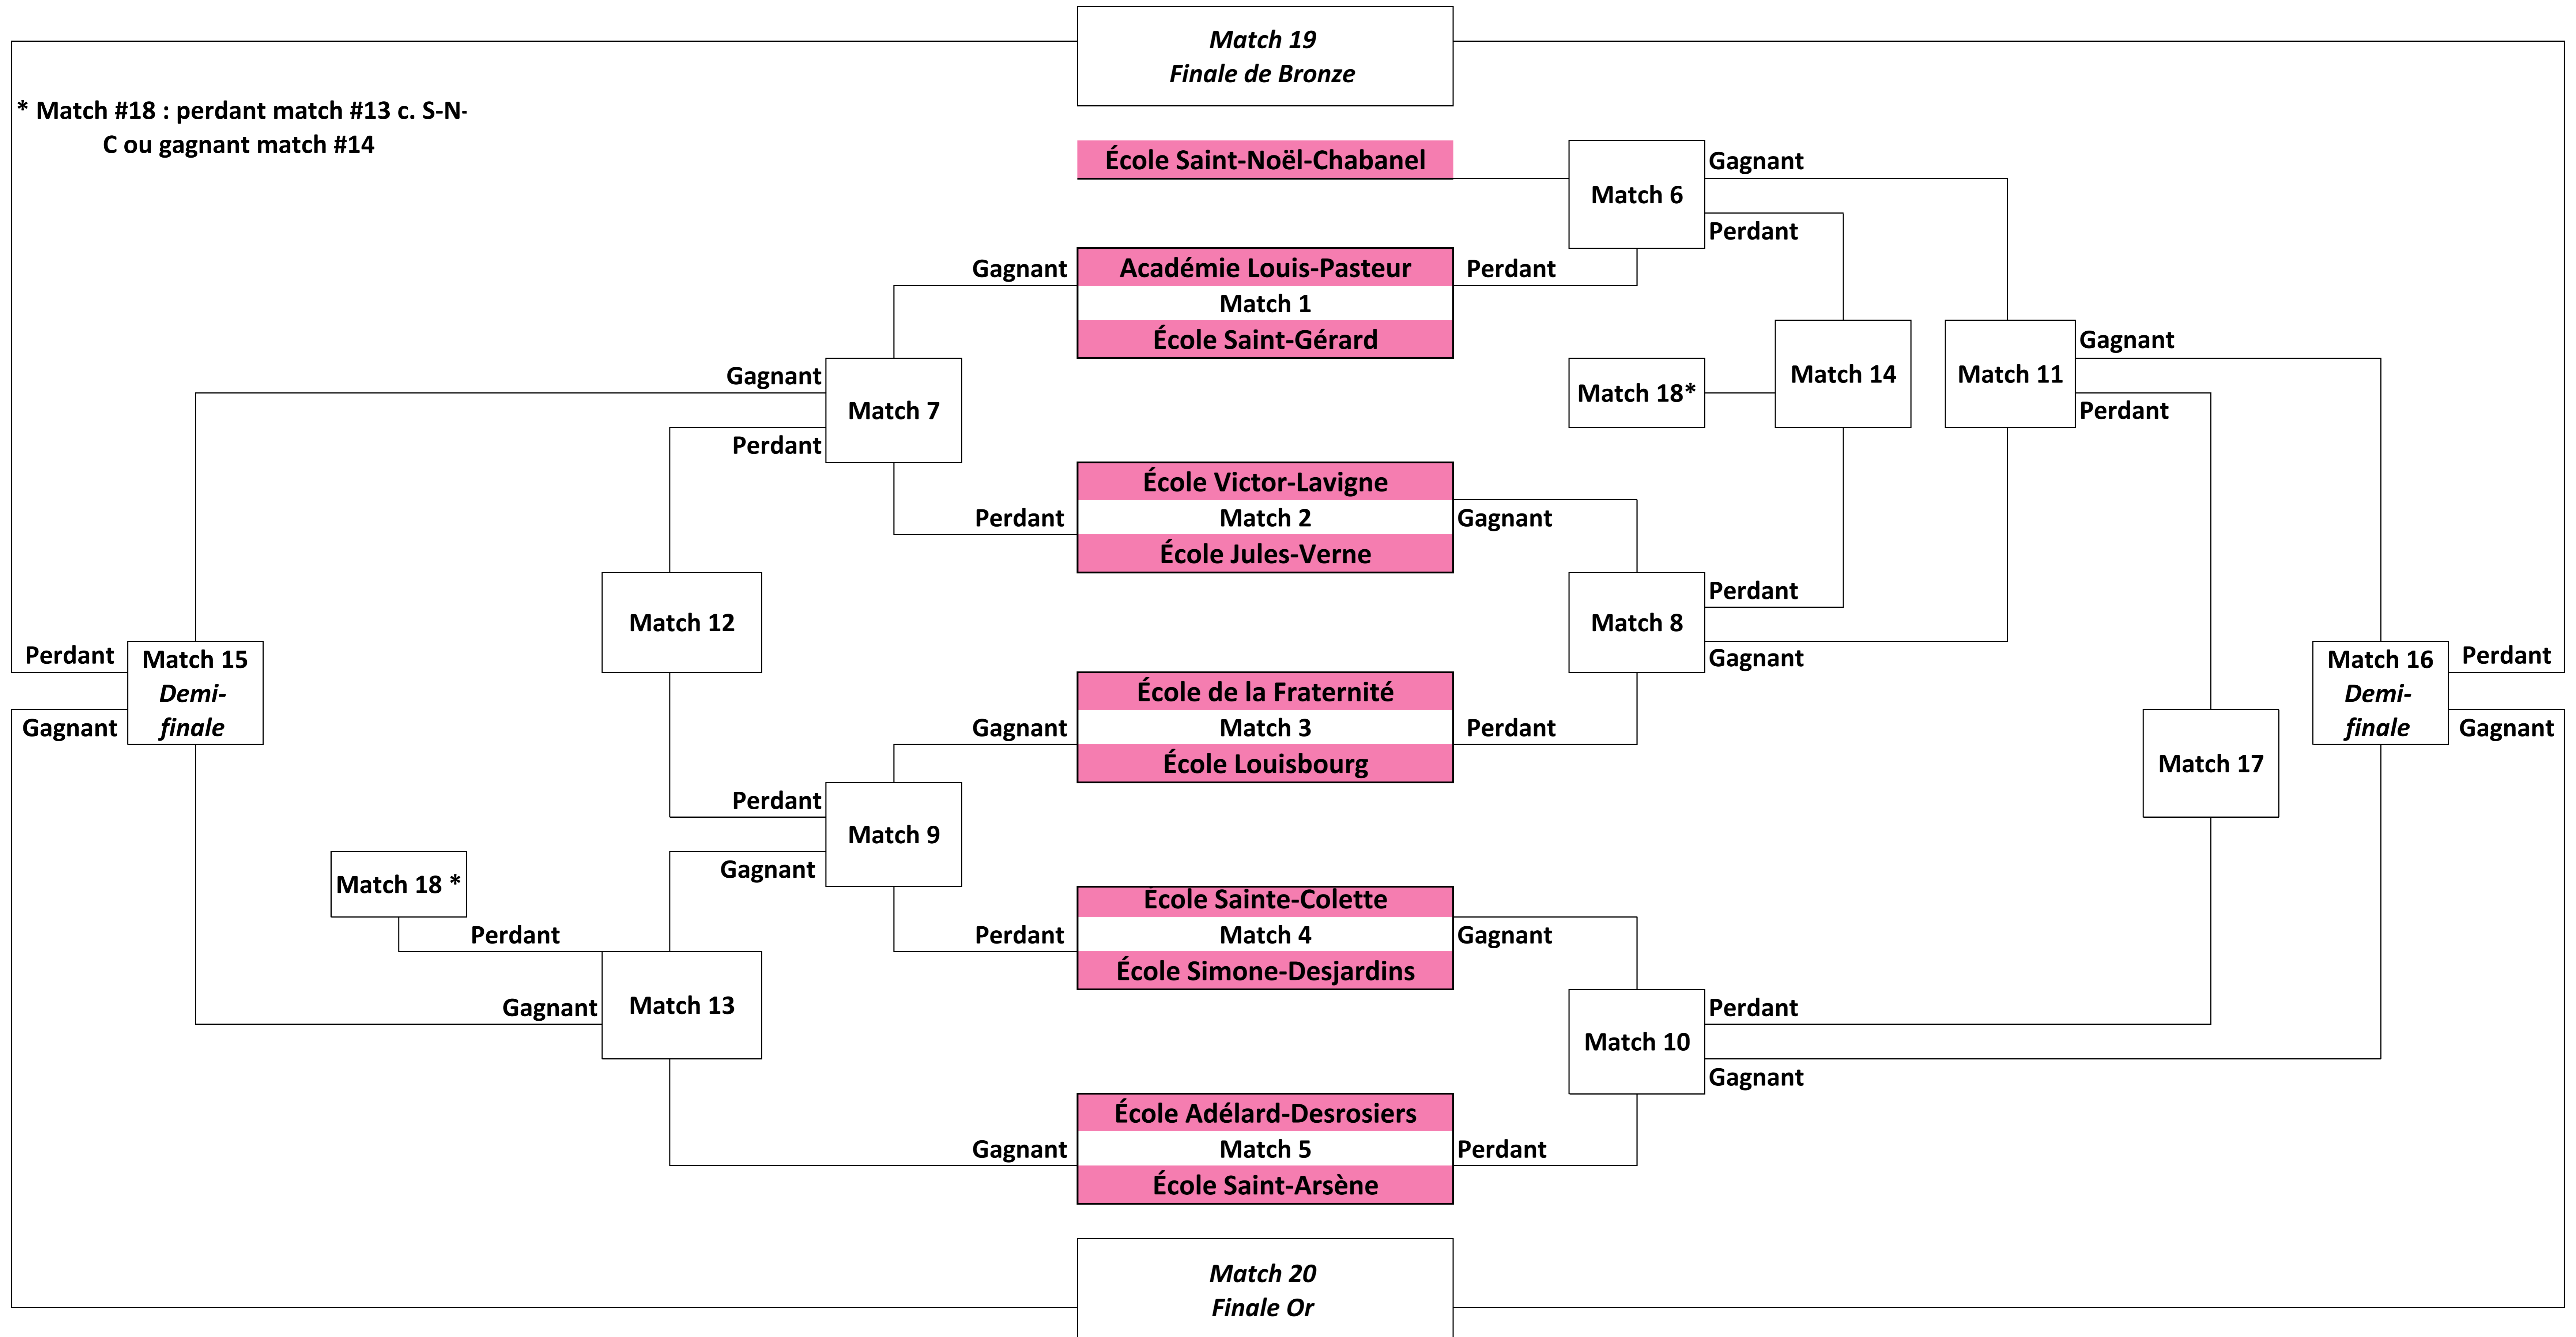 Match 19
Finale de Bronze
* Match #18 : perdant match #13 c. S-N-
C ou gagnant match #14
École Saint-Noël-Chabanel
Match 6
Gagnant
Perdant
Gagnant
Académie Louis-Pasteur
Match 1
École Saint-Gérard
Perdant
Gagnant
Match 7
Perdant
Match 18*
Match 14
Match 11
Gagnant
Perdant
Perdant
École Victor-Lavigne
Match 2
École Jules-Verne
Gagnant
Match 12
Match 8
Perdant
Gagnant
Perdant
Match 15
Demi-
finale
Gagnant
Match 16
Demi-
finale
Perdant
Gagnant
Gagnant
École de la Fraternité
Match 3
École Louisbourg
Perdant
Match 17
Perdant
Match 9
Gagnant
Match 18 *
Perdant
Perdant
École Sainte-Colette
Match 4
École Simone-Desjardins
Gagnant
Gagnant
Match 13
Match 10
Perdant
Gagnant
Gagnant
École Adélard-Desrosiers
Match 5
École Saint-Arsène
Perdant
Match 20
Finale Or